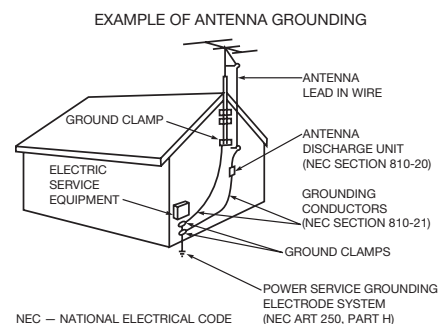 EXAMPLE OF ANTENNA GROUNDING
ANTENNA
LEAD IN WIRE
GROUND CLAMP
ANTENNA
DISCHARGE UNIT
(NEC SECTION 810-20)
ELECTRIC
SERVICE
EQUIPMENT
GROUNDING
CONDUCTORS
(NEC SECTION 810-21)
GROUND CLAMPS
POWER SERVICE GROUNDING
ELECTRODE SYSTEM
(NEC ART 250, PART H)
NEC — NATIONAL ELECTRICAL CODE